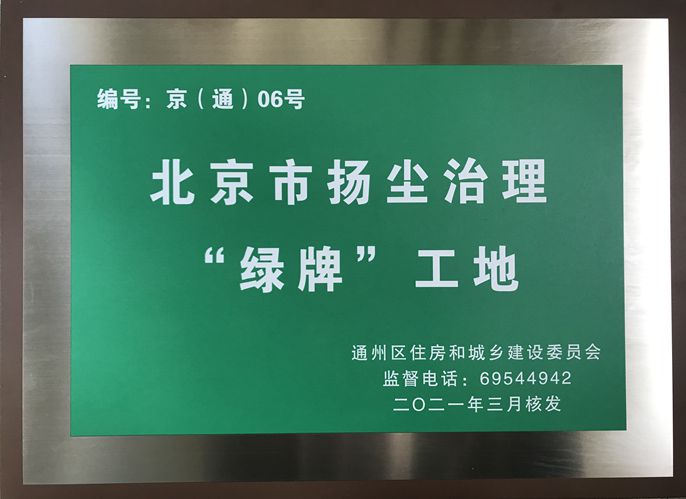 编号：京（通）06号
北京市扬尘治理
“绿牌”工地
通州区住房和城乡建设委员会
监督电话：69544942
二〇二一年三月核发